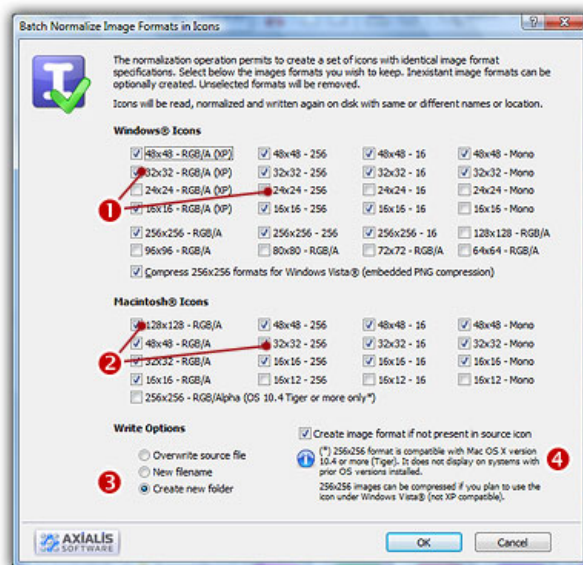 Batch Normalize Image Formats in Icons
The normalization operation permits to create a set of icons with identical image format
specifications. Select below the images formats you wish to keep. Inexistant image formats can be
optionally created. Unselected formats will be removed.
Icons will be read, normalized and written again on disk with same or different names or location.
Windows® Icons
48x48 - RGB/A (XP) 48x48 - 256 48x48 - 16 48x48 - Mono
32x32 - RGB/A (XP) 32x32 - 256 32x32 - 16 32x32 - Mono
24x24 - RGB/A (XP) 24x24 - 256 24x24 - 16 24x24 - Mono
1
16x16 - RGB/A (XP) 16x16 - 256 16x16 - 16 16x16 - Mono
256x256 - RGB/A 256x256 - 256 256x256 - 16 128x128 - RGB/A
96x96 - RGB/A 80x80 - RGB/A 72x72 - RGB/A 64x64 - RGB/A
Compress 256x256 formats for Windows Vista® (embedded PNG compression)
Macintosh® Icons
128x128 - RGB/A 48x48 - 256 48x48 - 16 48x48 - Mono
48x48 - RGB/A 32x32 - 256 32x32 - 16 32x32 - Mono
2
32x32 - RGB/A 16x16 - 256 16x16 - 16 16x16 - Mono
16x16 - RGB/A 16x12 - 256 16x12 - 16 16x12 - Mono
256x256 - RGB/Alpha (OS 10.4 Tiger or more only*)
Write Options
Overwrite source file
New filename
3
Create new folder
Create image format if not present in source icon
(*) 256x256 format is compatible with Mac OS X version
10.4 or more (Tiger). It does not display on systems with
prior OS versions installed.
4
256x256 images can be compressed if you plan to use the
icon under Windows Vista® (not XP compatible).
AXIALIS
SOFTWARE
OK Cancel